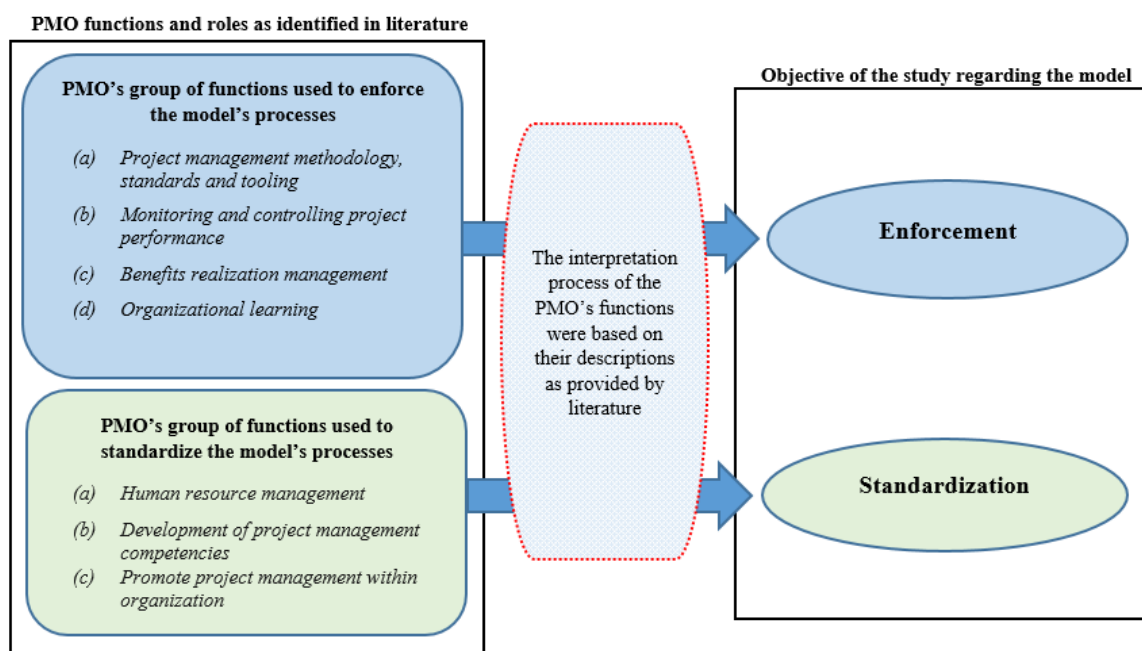 PMO functions and roles as identified in literature
PMO's group of functions used to enforce
the model's processes
(a) Project management methodology,
standards and tooling
(b) Monitoring and controlling project
performance
(c) Benefits realization management
(d) Organizational learning
PMO's group of functions used to
standardize the model's processes
(a) Human resource management
(b) Development of project management
competencies
(c) Promote project management within
organization
The interpretation
process of the
PMO's functions
were based on
their descriptions
as provided by
literature
Objective of the study regarding the model
Enforcement
Standardization